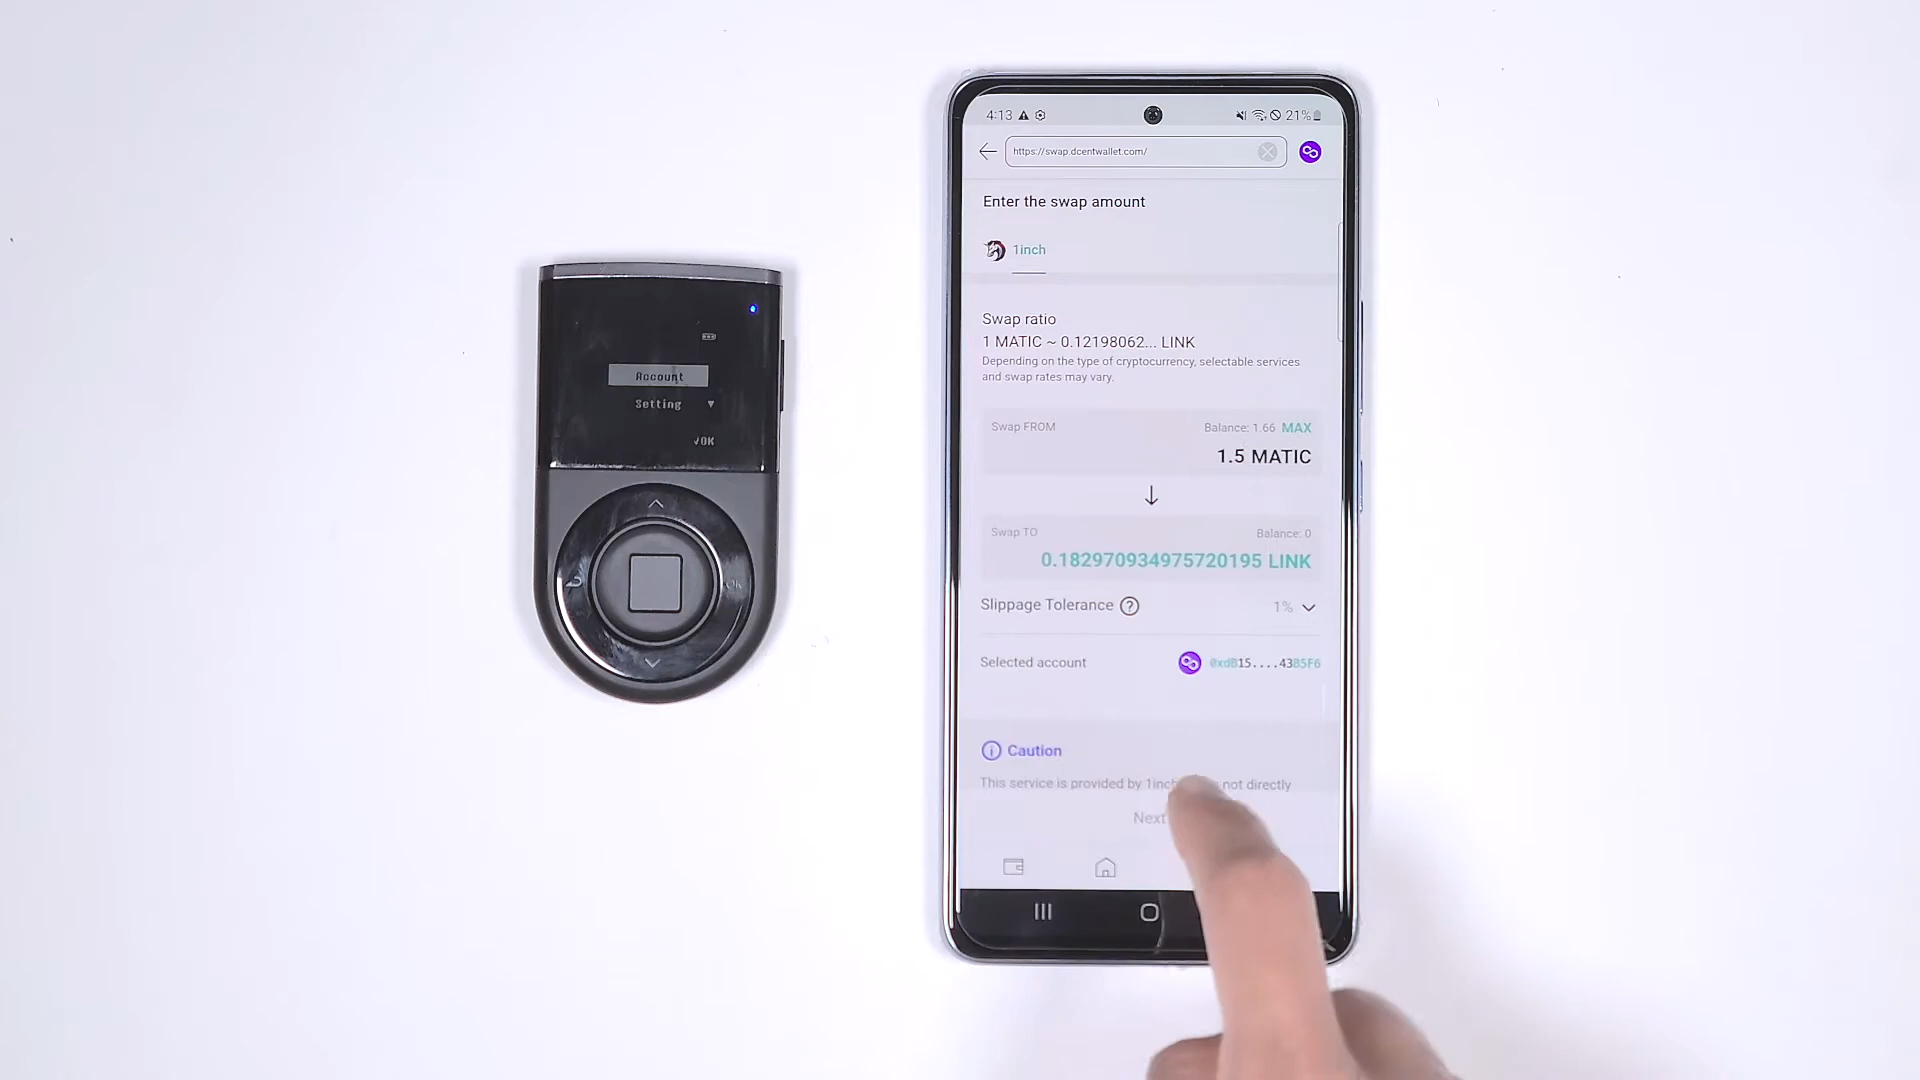 Account
Setting ▼
√OK
OK
4:13
21%
https://swap.dcentwallet.com/
Enter the swap amount
1inch
Swap ratio
1 MATIC ~ 0.12198062... LINK
Depending on the type of cryptocurrency, selectable services
and swap rates may vary.
Swap FROM
Balance: 1.66 MAX
1.5 MATIC
Swap TO
Balance: 0
0.182970934975720195 LINK
Slippage Tolerance ?
1%
Selected account
0xdB15....4385F6
Caution
This service is provided by 1inch not directly
Next